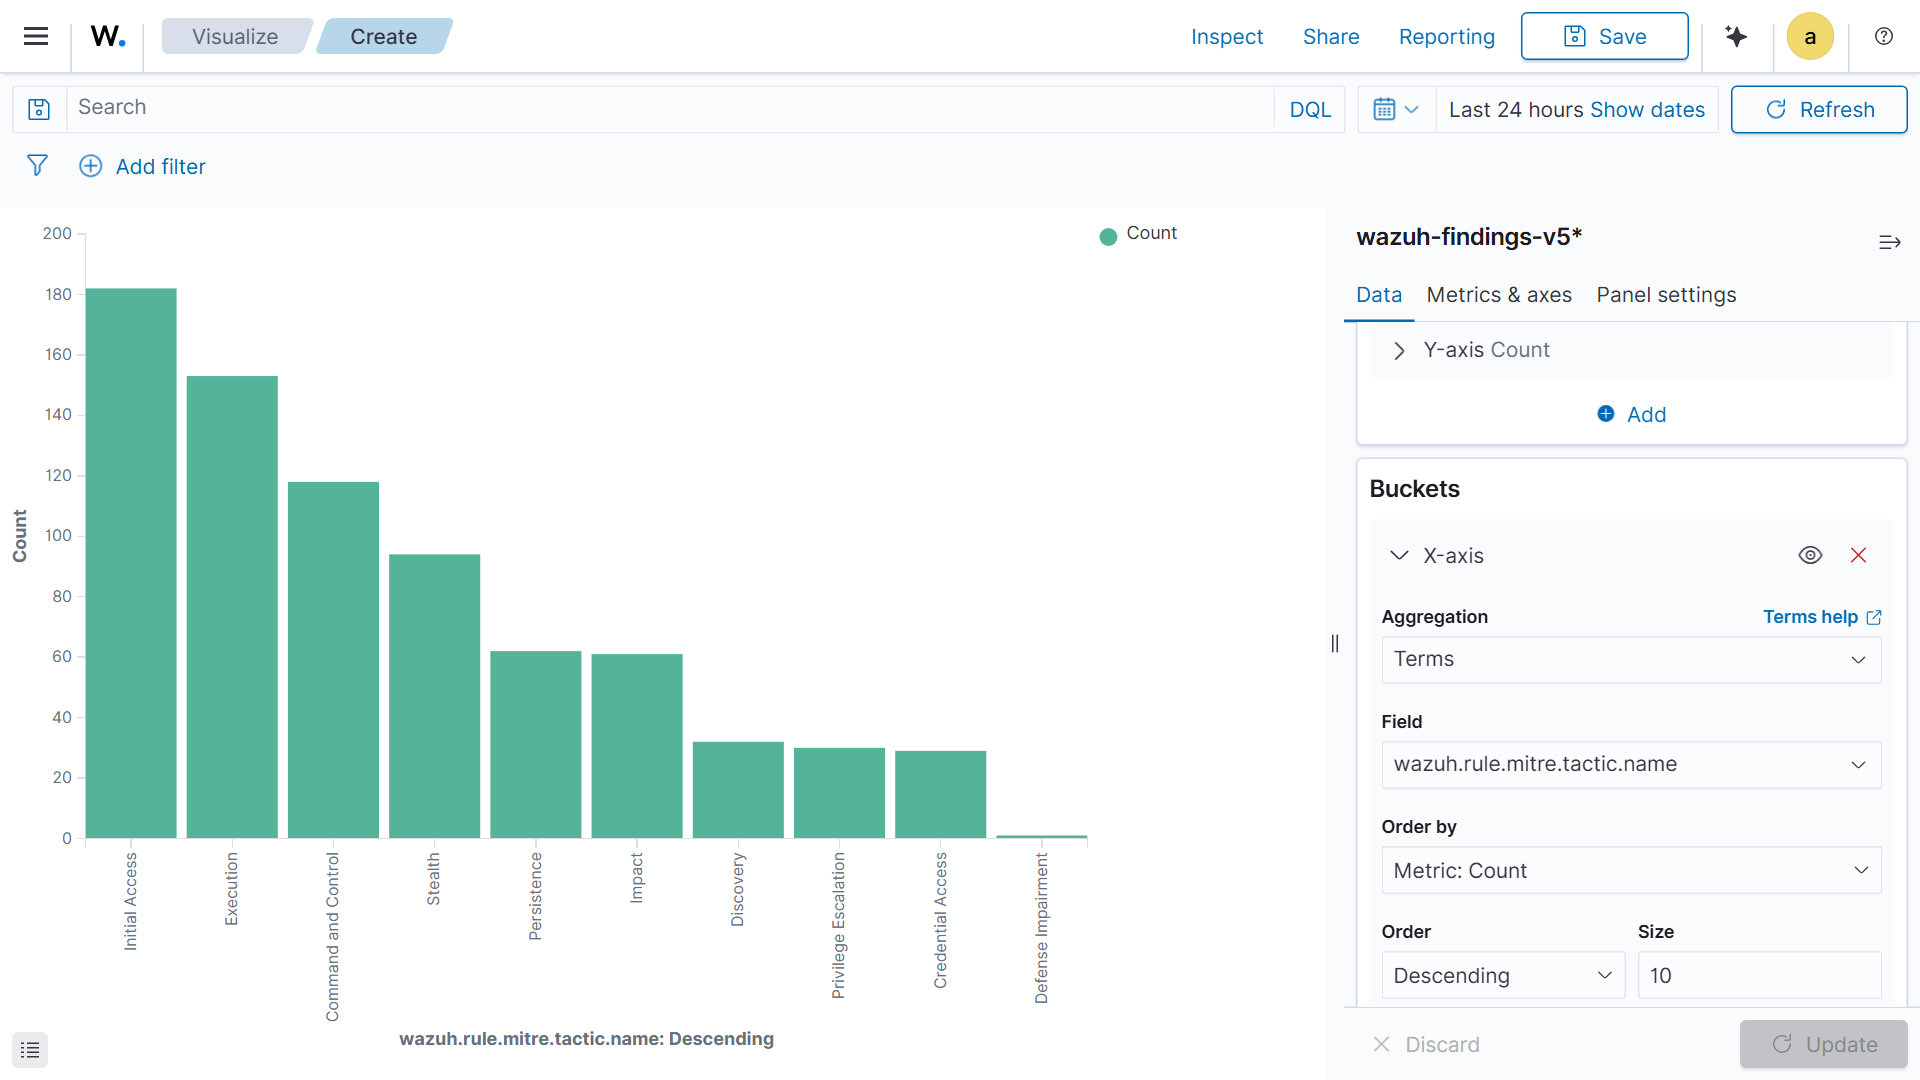 W.
Visualize
Create
Inspect
Share
Reporting
Save
a
Search
DQL
Last 24 hours Show dates
Refresh
Add filter
200
180
160
140
120
100
80
60
40
20
0
Count
Initial Access
Execution
Command and Control
Stealth
Persistence
Impact
Discovery
Privilege Escalation
Credential Access
Defense Impairment
wazuh.rule.mitre.tactic.name: Descending
Count
wazuh-findings-v5*
Data
Metrics & axes
Panel settings
Y-axis Count
Add
Buckets
X-axis
Aggregation
Terms help
Terms
Field
wazuh.rule.mitre.tactic.name
Order by
Metric: Count
Order
Size
Descending
10
Discard
Update